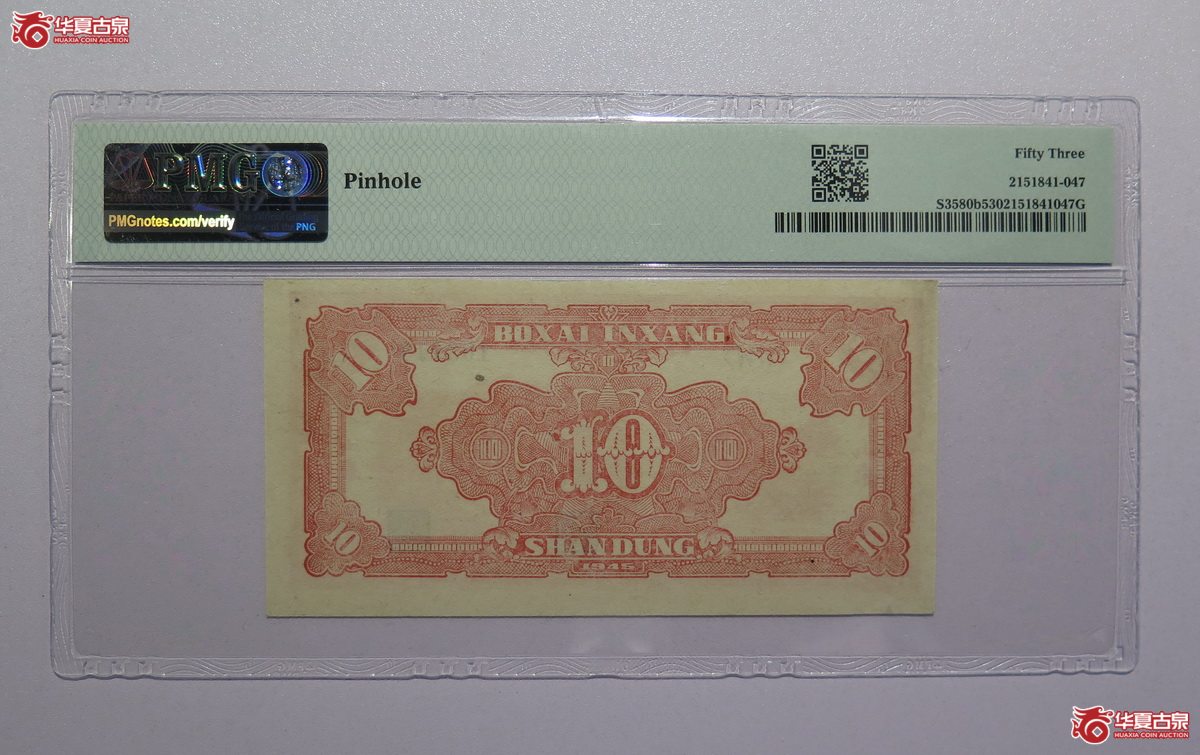 华夏古泉
HUAXIA COIN AUCTION
PMG
PMGnotes.com/verify
PNG
Pinhole
Fifty Three
2151841-047
S3580b5302151841047G
BOXAI INXANG
10
10
10
10
10
10
SHANDUNG
1945
华夏古泉
HUAXIA COIN AUCTION